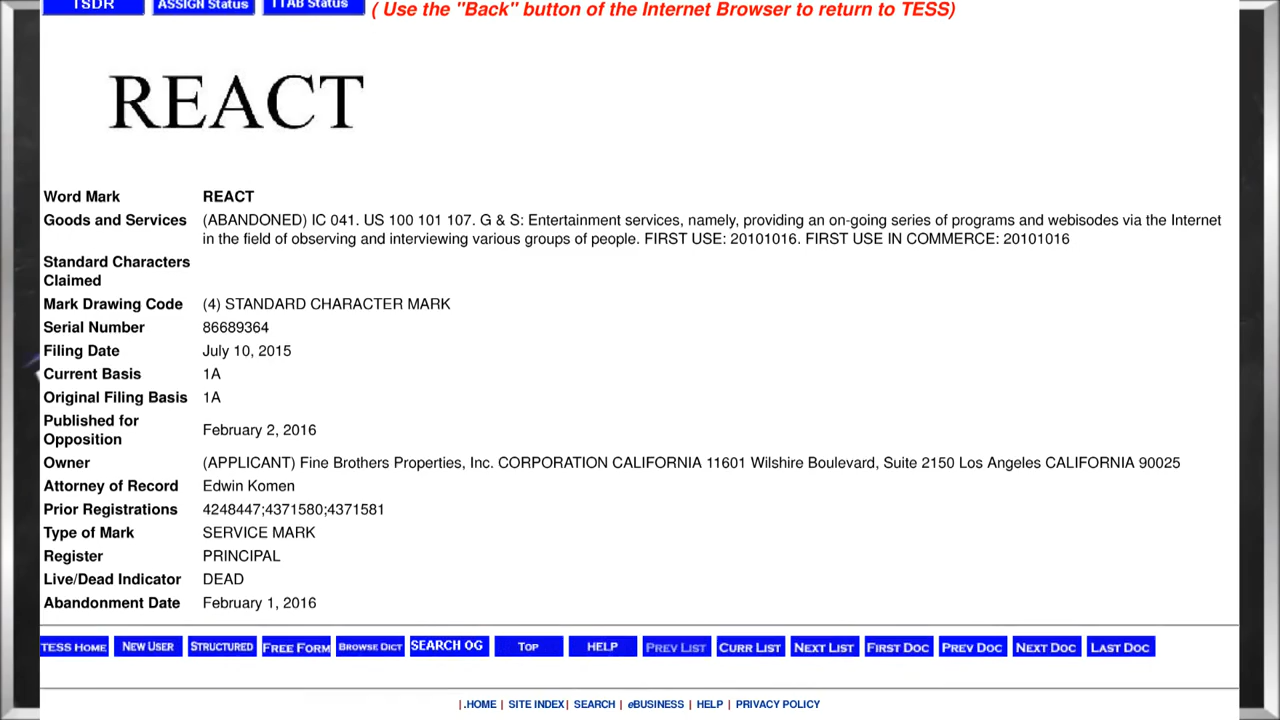 TSDR ASSIGN Status TTAB Status ( Use the "Back" button of the Internet Browser to return to TESS)
REACT
Word Mark REACT
Goods and Services (ABANDONED) IC 041. US 100 101 107. G & S: Entertainment services, namely, providing an on-going series of programs and webisodes via the Internet
in the field of observing and interviewing various groups of people. FIRST USE: 20101016. FIRST USE IN COMMERCE: 20101016
Standard Characters
Claimed
Mark Drawing Code (4) STANDARD CHARACTER MARK
Serial Number 86689364
Filing Date July 10, 2015
Current Basis 1A
Original Filing Basis 1A
Published for
Opposition February 2, 2016
Owner (APPLICANT) Fine Brothers Properties, Inc. CORPORATION CALIFORNIA 11601 Wilshire Boulevard, Suite 2150 Los Angeles CALIFORNIA 90025
Attorney of Record Edwin Komen
Prior Registrations 4248447;4371580;4371581
Type of Mark SERVICE MARK
Register PRINCIPAL
Live/Dead Indicator DEAD
Abandonment Date February 1, 2016
TESS HOME NEW USER STRUCTURED FREE FORM BROWSE DICT SEARCH OG TOP HELP PREV LIST CURR LIST NEXT LIST FIRST DOC PREV DOC NEXT DOC LAST DOC
|.HOME | SITE INDEX| SEARCH | eBUSINESS | HELP | PRIVACY POLICY